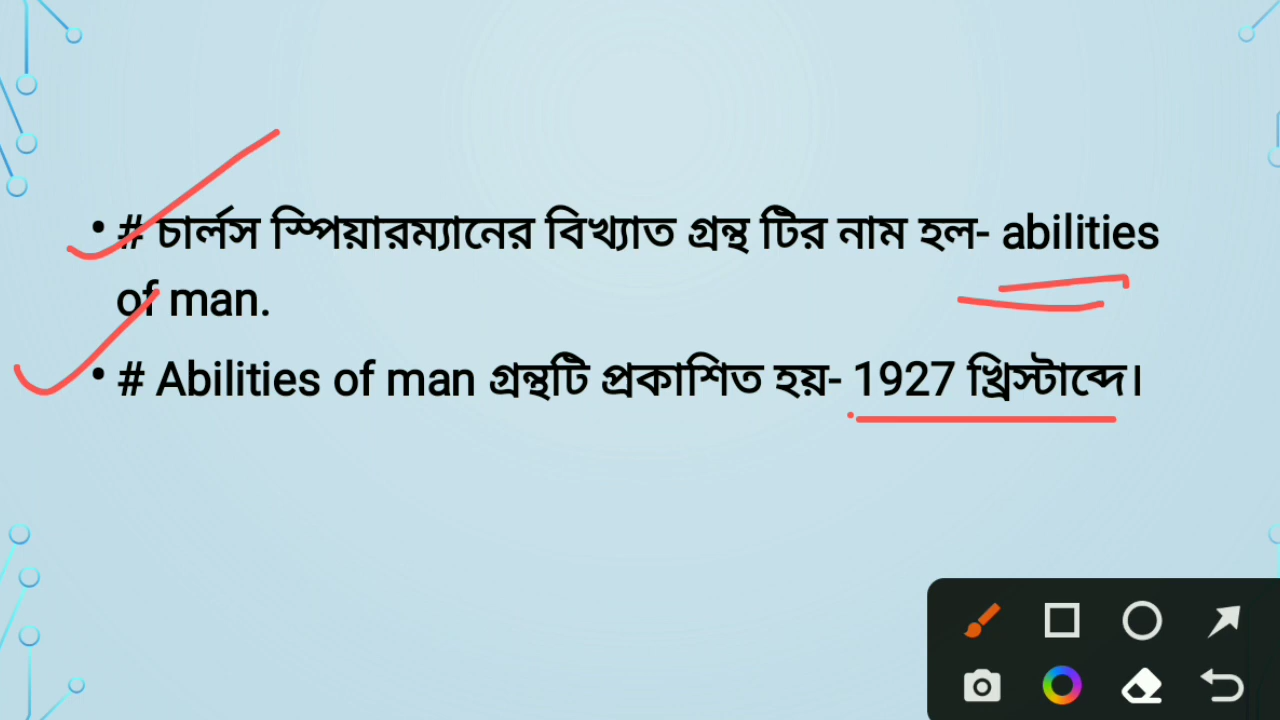 • # চার্লস স্পিয়ারম্যানের বিখ্যাত গ্রন্থ টির নাম হল- abilities
of man.
• # Abilities of man গ্রন্থটি প্রকাশিত হয়- 1927 খ্রিস্টাব্দে।